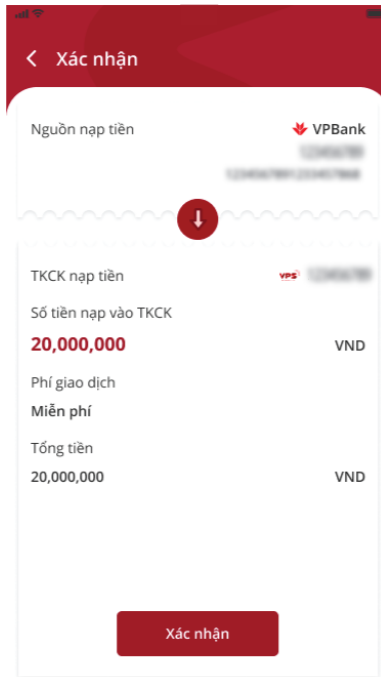 Xác nhận
Nguồn nạp tiền
VPBank
TKCK nạp tiền
VPS
Số tiền nạp vào TKCK
20,000,000 VND
Phí giao dịch
Miễn phí
Tổng tiền
20,000,000 VND
Xác nhận